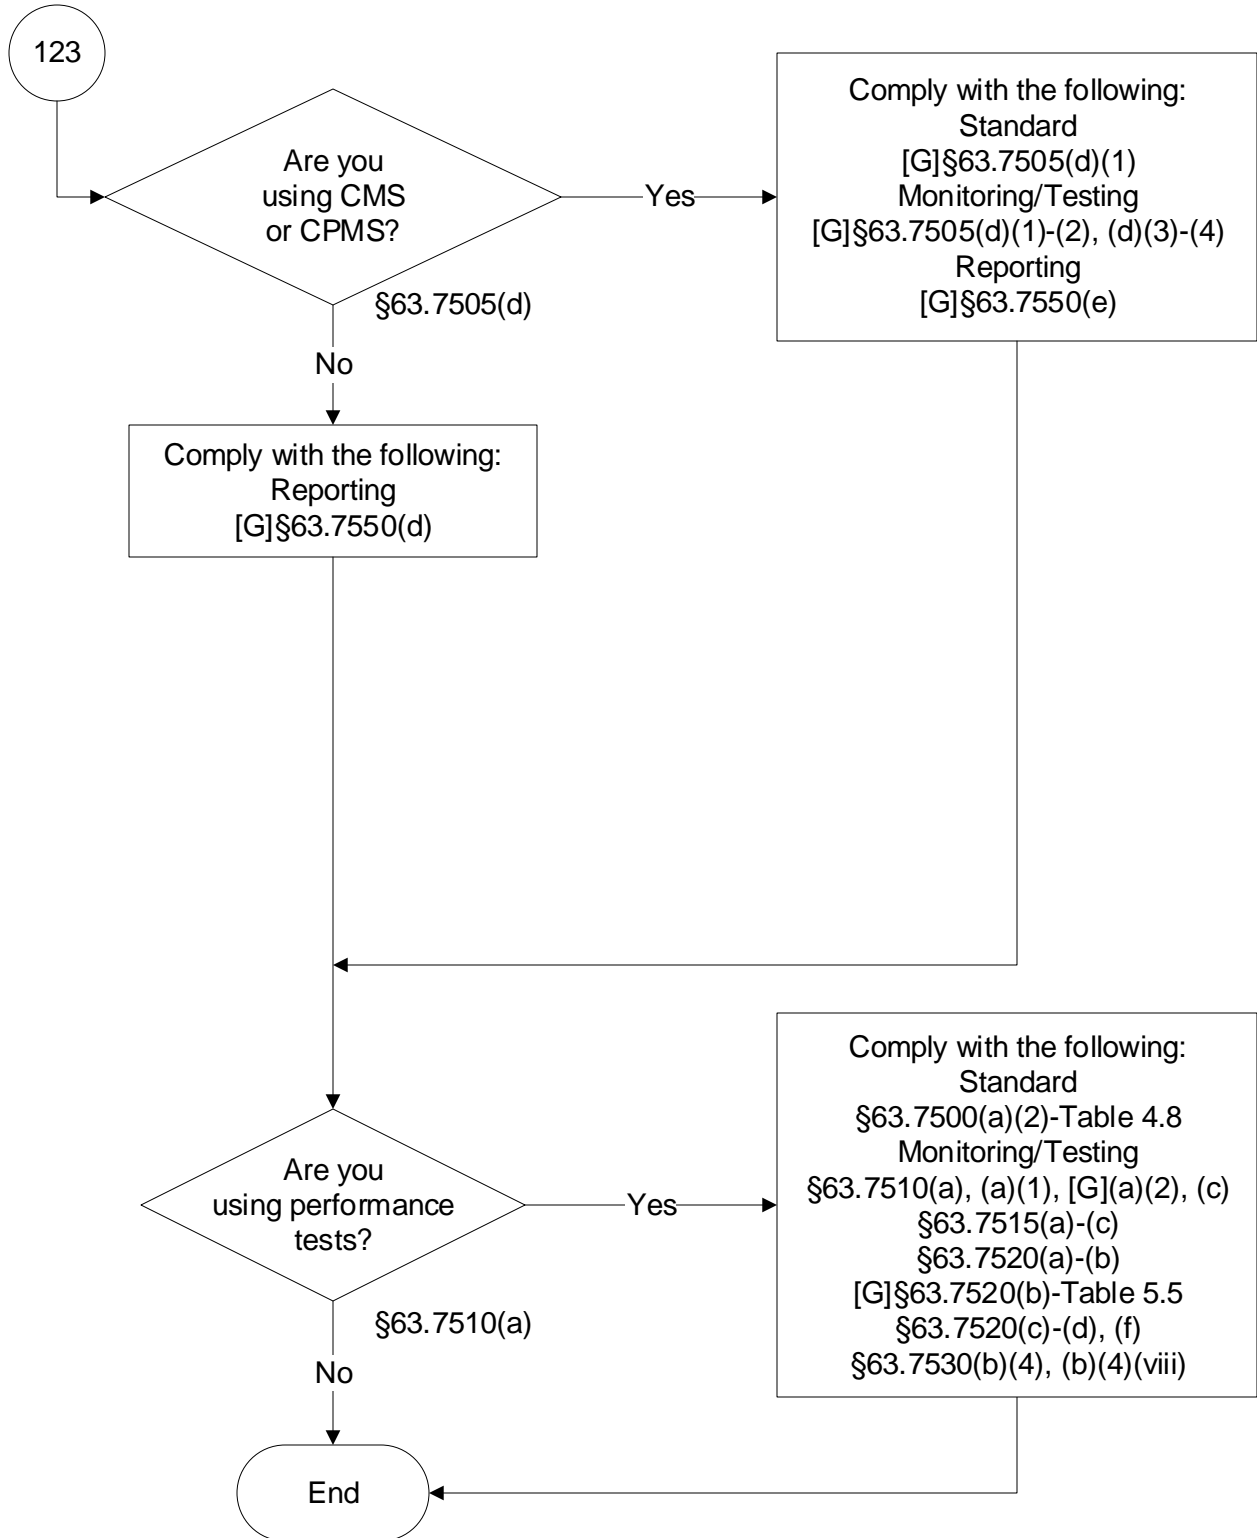 123
Are you
using CMS
or CPMS?
§63.7505(d)
Yes
Comply with the following:
Standard
[G]§63.7505(d)(1)
Monitoring/Testing
[G]§63.7505(d)(1)-(2), (d)(3)-(4)
Reporting
[G]§63.7550(e)
No
Comply with the following:
Reporting
[G]§63.7550(d)
Are you
using performance
tests?
§63.7510(a)
Yes
Comply with the following:
Standard
§63.7500(a)(2)-Table 4.8
Monitoring/Testing
§63.7510(a), (a)(1), [G](a)(2), (c)
§63.7515(a)-(c)
§63.7520(a)-(b)
[G]§63.7520(b)-Table 5.5
§63.7520(c)-(d), (f)
§63.7530(b)(4), (b)(4)(viii)
No
End